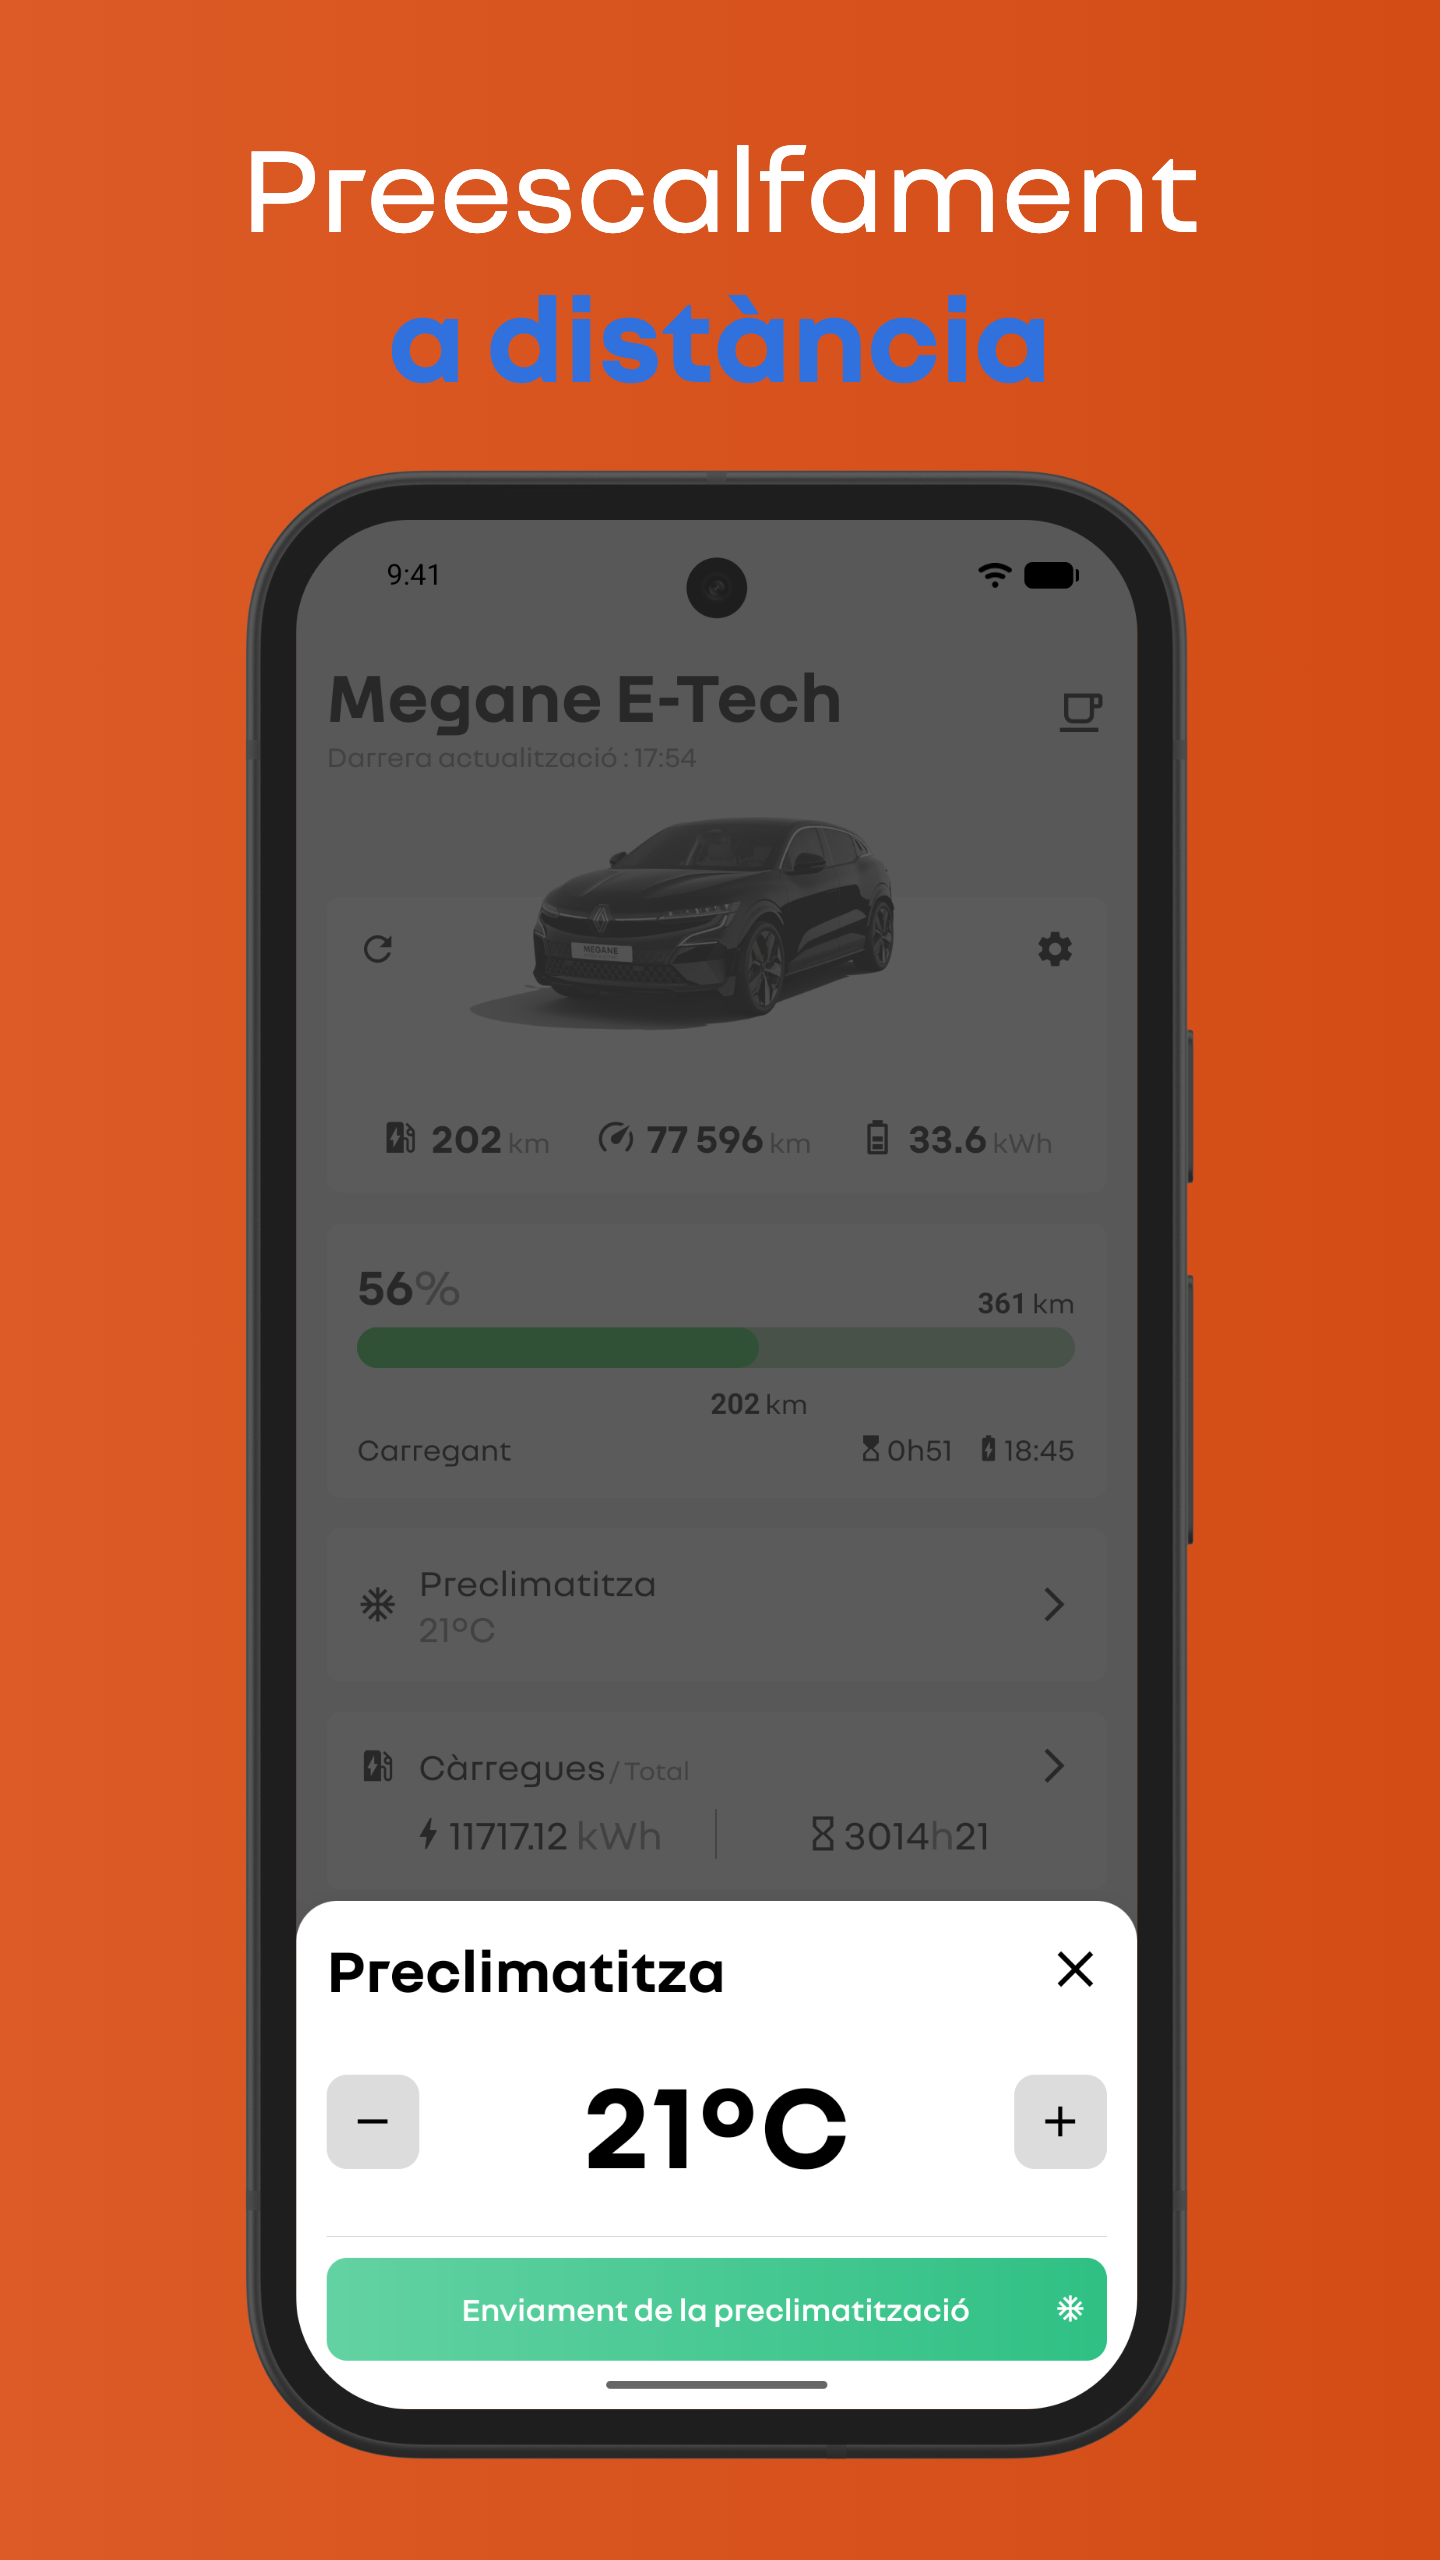 Preescalfament
a distància
9:41
Megane E-Tech
Darrera actualització : 17:54
MEGANE
202 km 77 596 km 33.6 kWh
56%
361 km
202 km
Carregant 0h51 18:45
Preclimatitza
21°C
Càrregues / Total
11717.12 kWh 3014h21
Preclimatitza
21°C
Enviament de la preclimatització